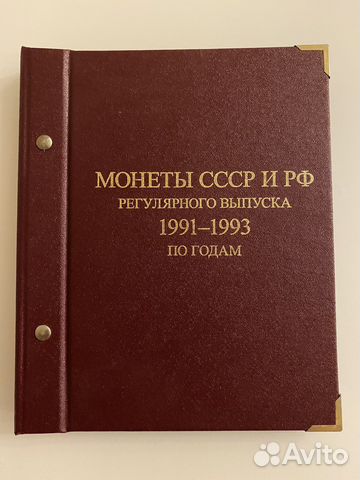 МОНЕТЫ СССР И РФ
РЕГУЛЯРНОГО ВЫПУСКА
1991–1993
ПО ГОДАМ
Avito